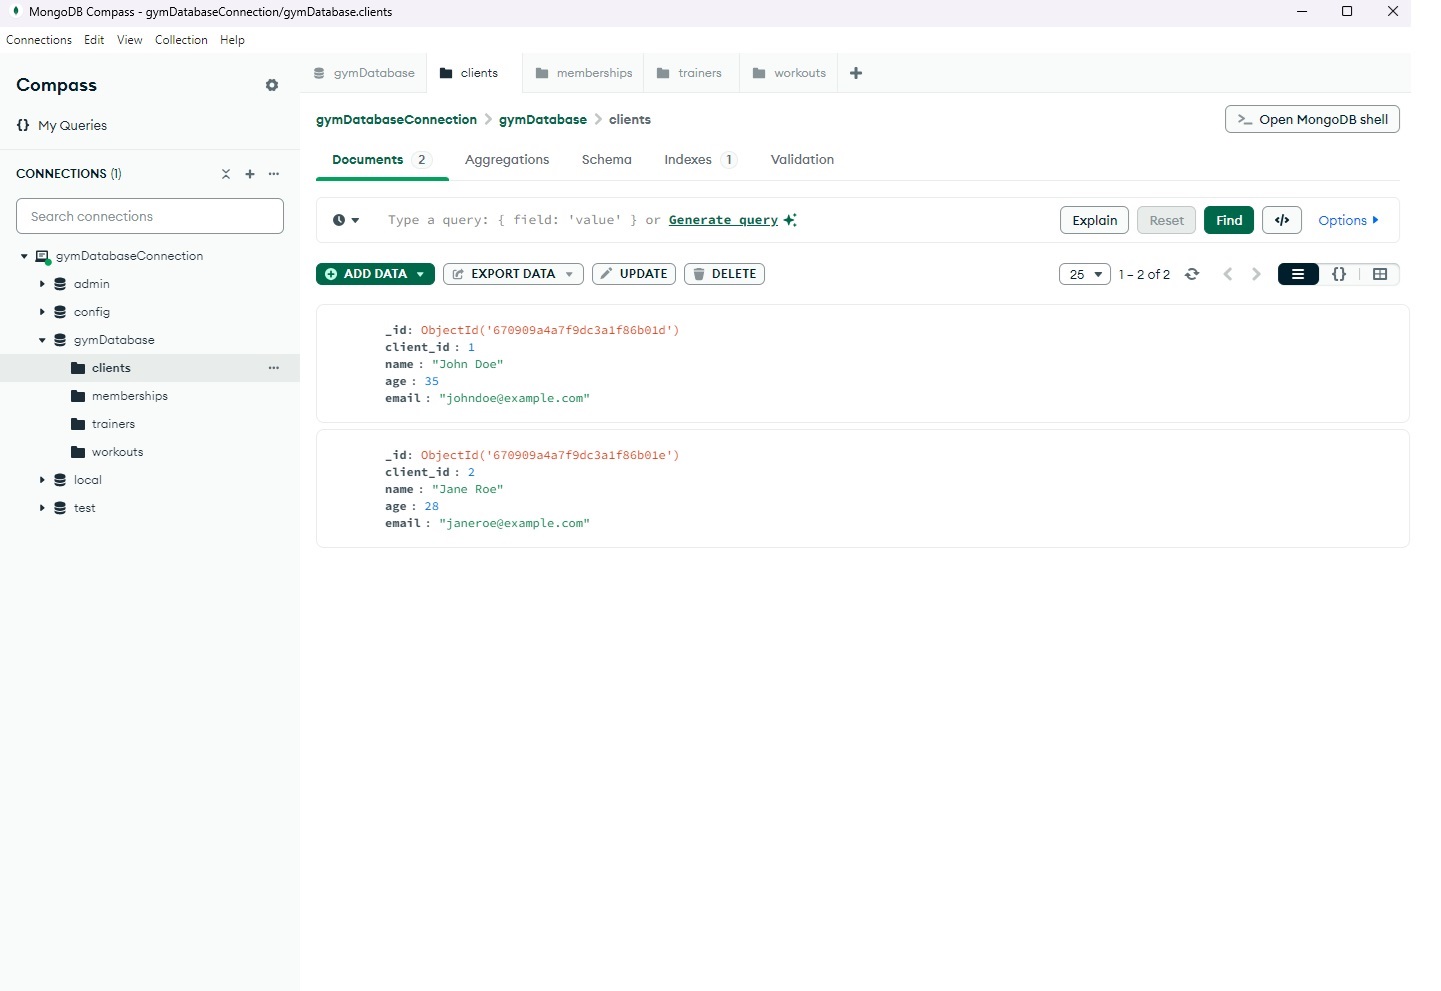 MongoDB Compass - gymDatabaseConnection/gymDatabase.clients
Connections Edit View Collection Help
Compass
{} My Queries
CONNECTIONS (1)
Search connections
gymDatabaseConnection
admin
config
gymDatabase
clients
memberships
trainers
workouts
local
test
gymDatabase clients memberships trainers workouts
gymDatabaseConnection > gymDatabase > clients
>_ Open MongoDB shell
Documents 2 Aggregations Schema Indexes 1 Validation
Type a query: { field: 'value' } or Generate query
Explain Reset Find </> Options
ADD DATA EXPORT DATA UPDATE DELETE
25 1 – 2 of 2 {}
_id: ObjectId('670909a4a7f9dc3a1f86b01d')
client_id : 1
name : "John Doe"
age : 35
email : "johndoe@example.com"
_id: ObjectId('670909a4a7f9dc3a1f86b01e')
client_id : 2
name : "Jane Roe"
age : 28
email : "janeroe@example.com"